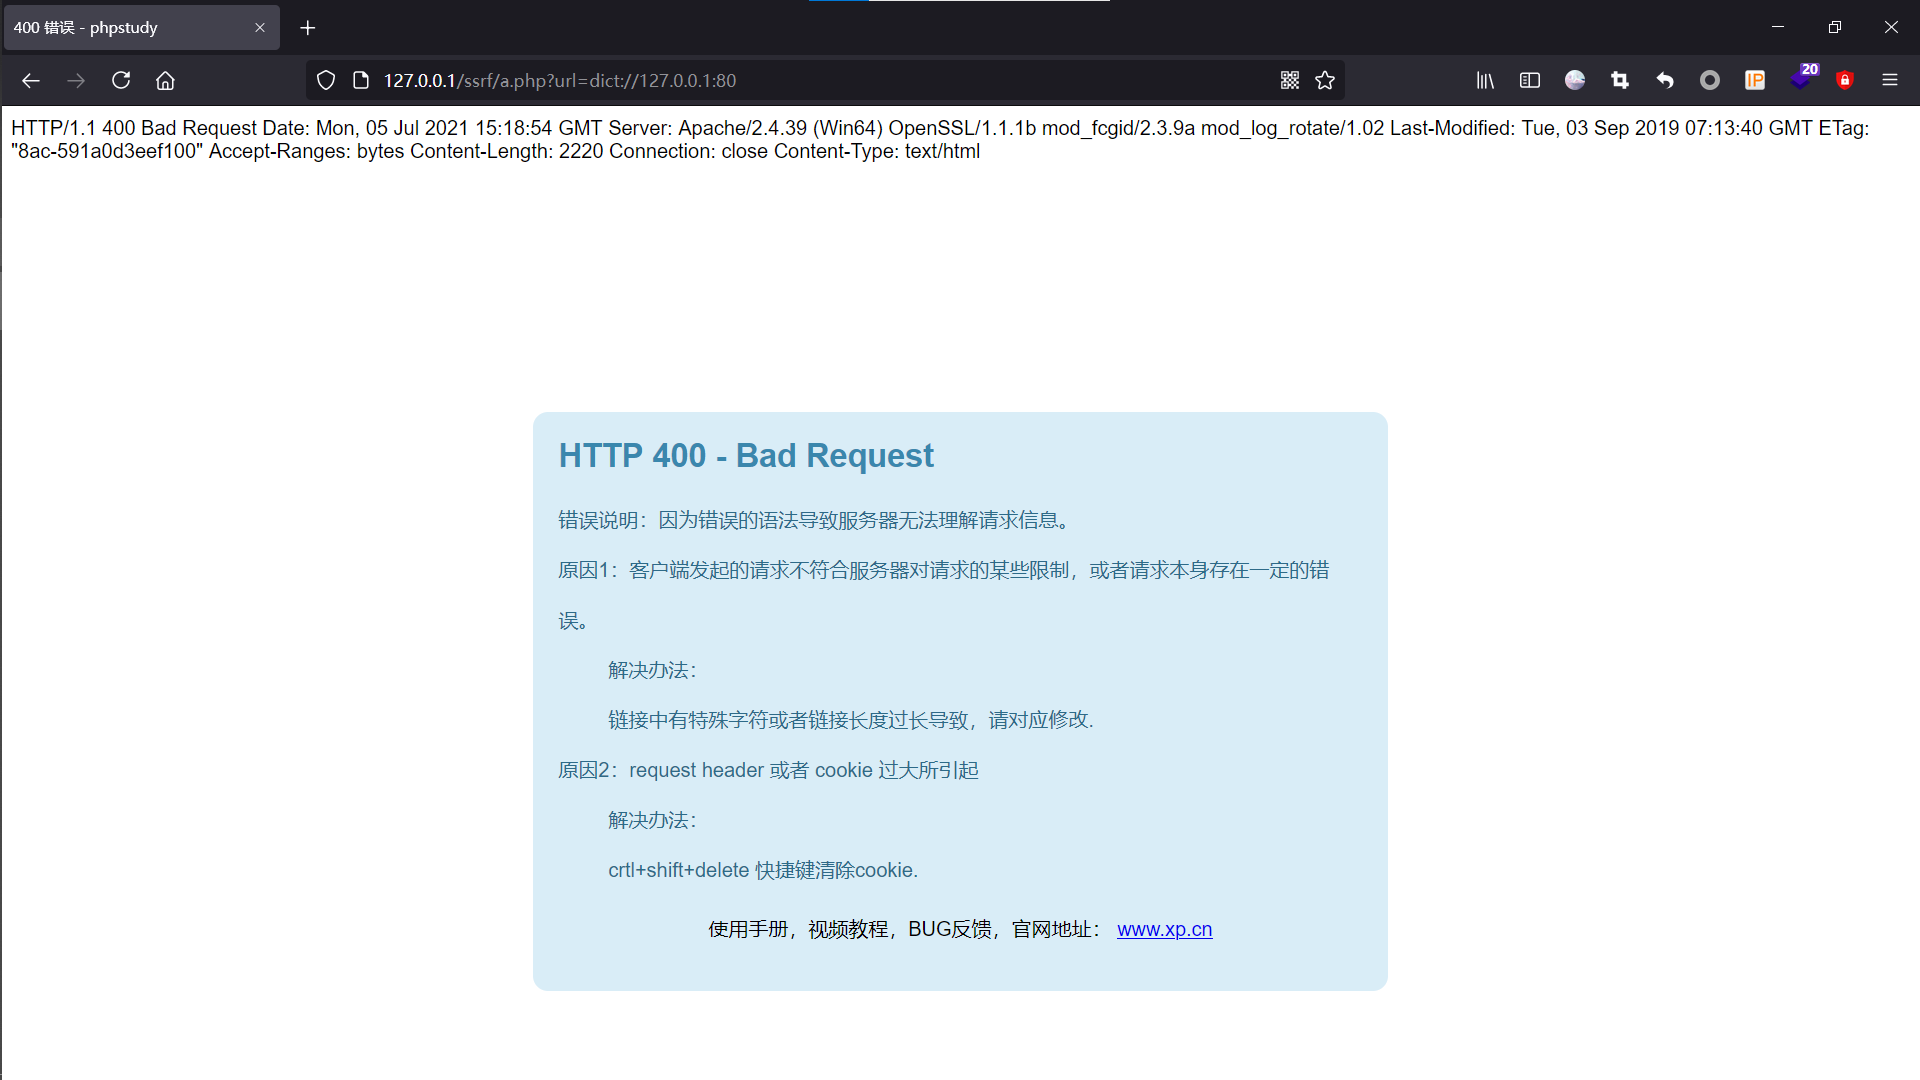 400 错误 - phpstudy
127.0.0.1/ssrf/a.php?url=dict://127.0.0.1:80
IP
20
HTTP/1.1 400 Bad Request Date: Mon, 05 Jul 2021 15:18:54 GMT Server: Apache/2.4.39 (Win64) OpenSSL/1.1.1b mod_fcgid/2.3.9a mod_log_rotate/1.02 Last-Modified: Tue, 03 Sep 2019 07:13:40 GMT ETag:
"8ac-591a0d3eef100" Accept-Ranges: bytes Content-Length: 2220 Connection: close Content-Type: text/html
HTTP 400 - Bad Request
错误说明：因为错误的语法导致服务器无法理解请求信息。
原因1：客户端发起的请求不符合服务器对请求的某些限制，或者请求本身存在一定的错
误。
解决办法：
链接中有特殊字符或者链接长度过长导致，请对应修改.
原因2：request header 或者 cookie 过大所引起
解决办法：
crtl+shift+delete 快捷键清除cookie.
使用手册，视频教程，BUG反馈，官网地址： www.xp.cn